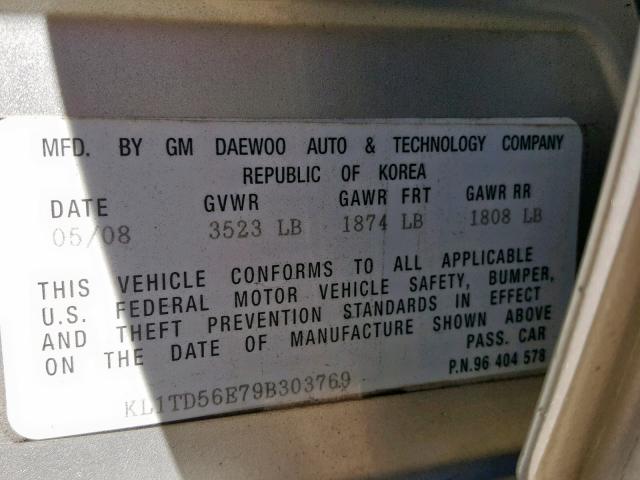 MFD. BY GM DAEWOO AUTO & TECHNOLOGY COMPANY
REPUBLIC OF KOREA
DATE GVWR GAWR FRT GAWR RR
05/08 3523 LB 1874 LB 1808 LB
THIS VEHICLE CONFORMS TO ALL APPLICABLE
U.S. FEDERAL MOTOR VEHICLE SAFETY, BUMPER,
AND THEFT PREVENTION STANDARDS IN EFFECT
ON THE DATE OF MANUFACTURE SHOWN ABOVE
PASS. CAR
P.N.96 404 578
KL1TD56E79B303769